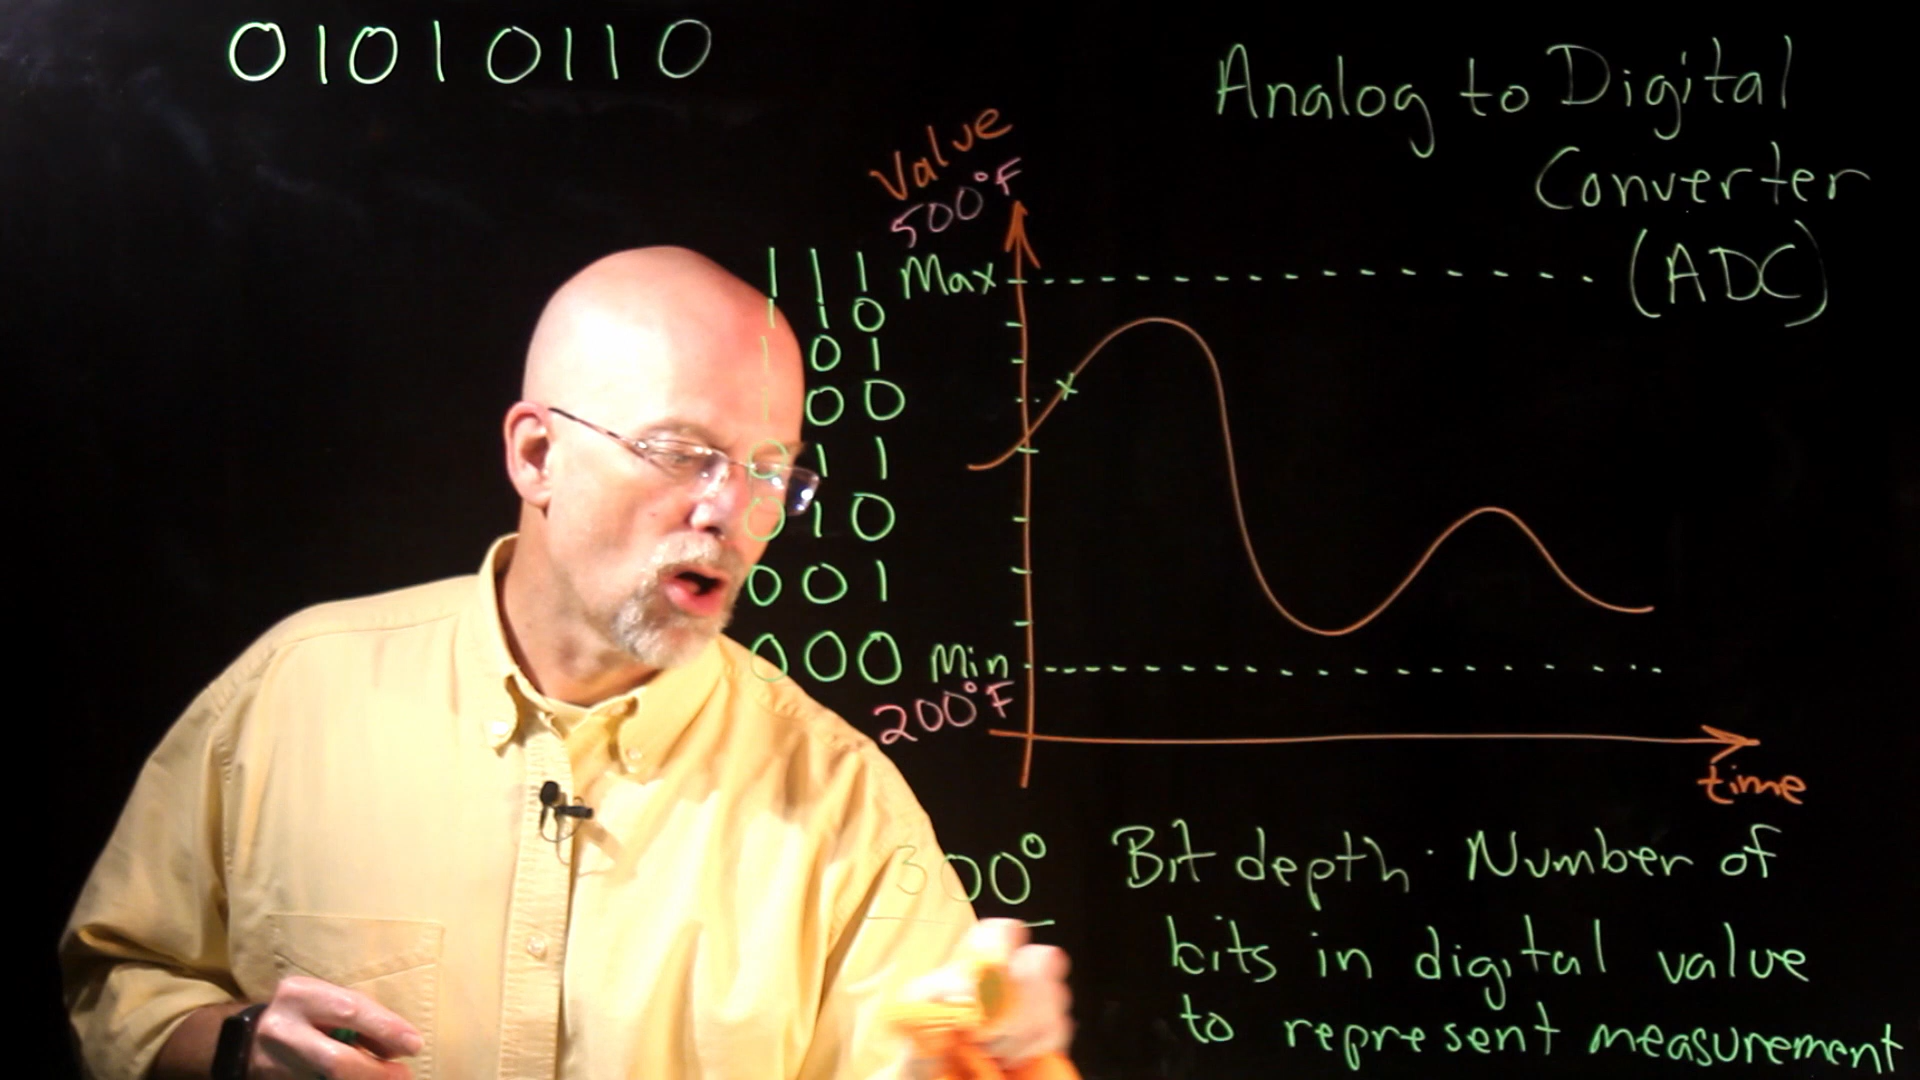 01010110
Analog to Digital
Converter
(ADC)
Value
500°F
111 Max
110
101
100
011
010
001
000 Min
200°F
time
300°
Bit depth: Number of
bits in digital value
to represent measurement